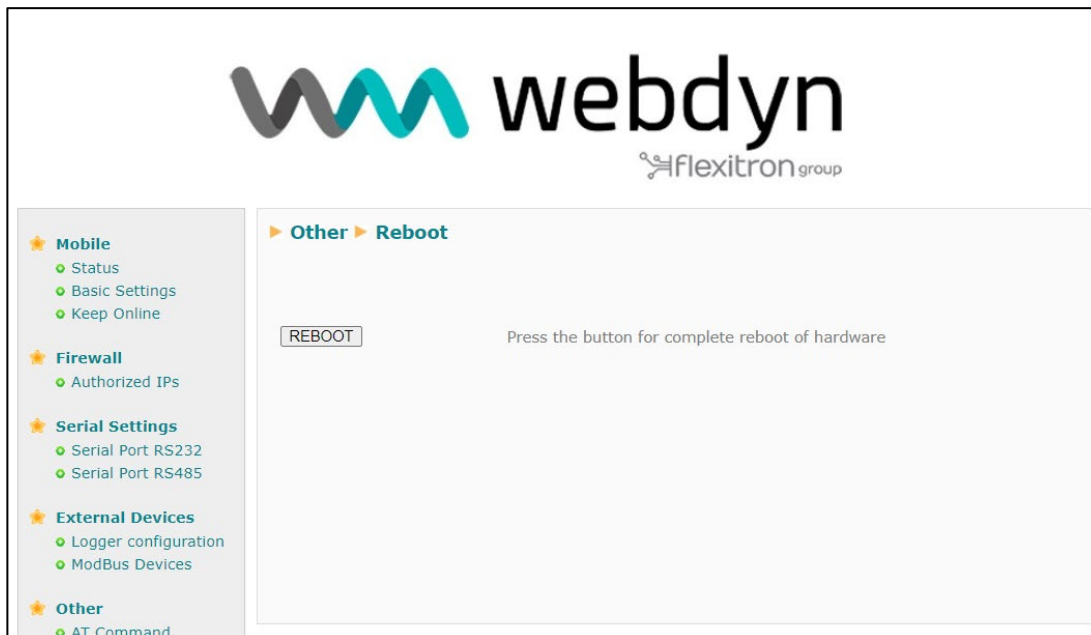 webdyn
flexitron group
Mobile
Status
Basic Settings
Keep Online
Firewall
Authorized IPs
Serial Settings
Serial Port RS232
Serial Port RS485
External Devices
Logger configuration
ModBus Devices
Other
AT Command
Other Reboot
REBOOT Press the button for complete reboot of hardware